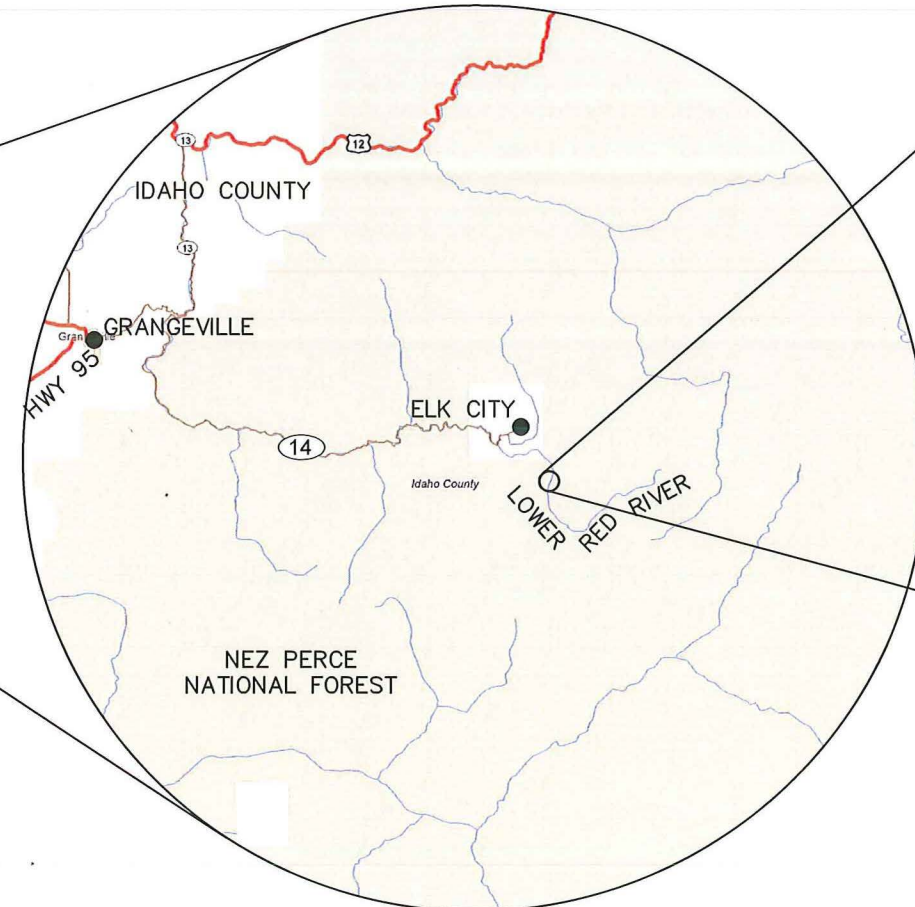 13
12
IDAHO COUNTY
13
GRANGEVILLE
HWY 95
ELK CITY
14
Idaho County
LOWER RED RIVER
NEZ PERCE
NATIONAL FOREST